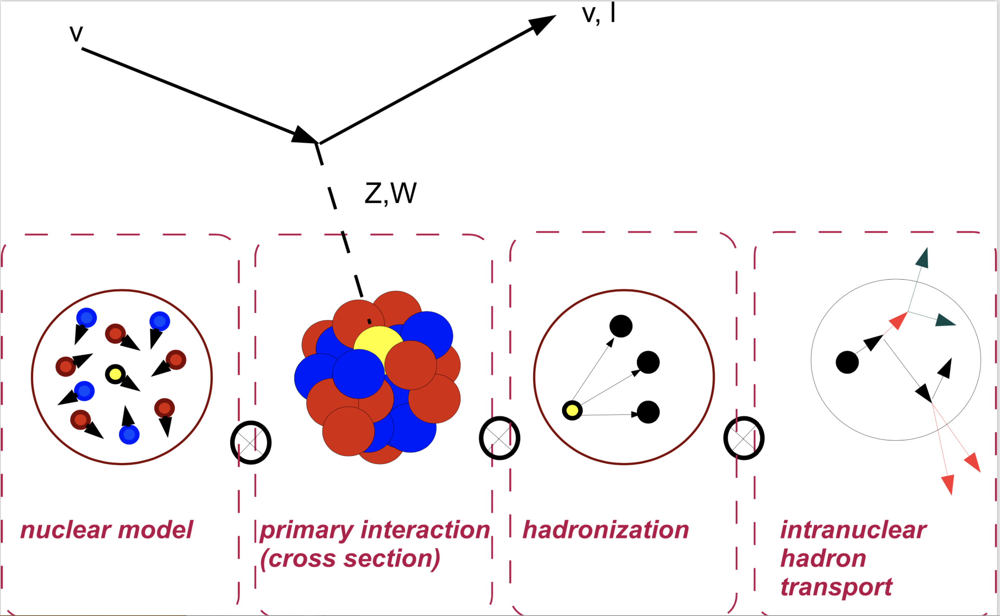 v
v, l
Z,W
nuclear model
primary interaction
(cross section)
hadronization
intranuclear
hadron
transport